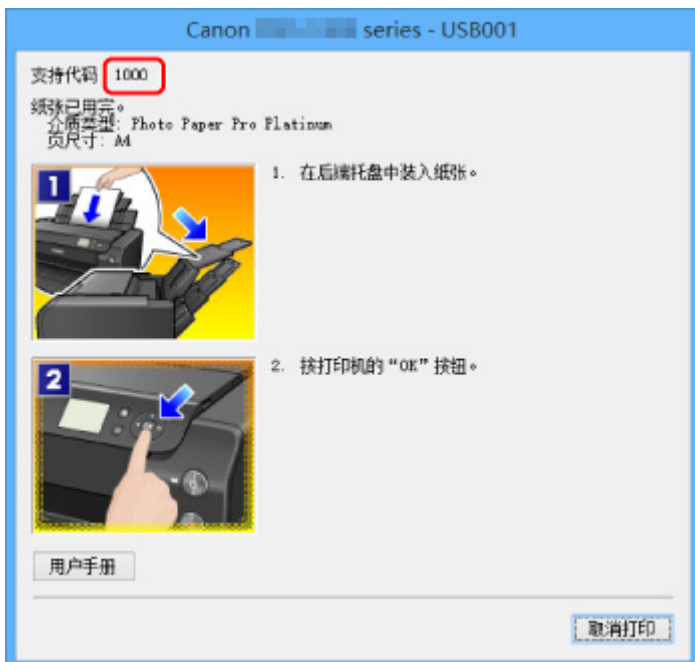 Canon series - USB001
支持代码 1000
纸张已用完。
介质类型: Photo Paper Pro Platinum
页尺寸: A4
1
1. 在后端托盘中装入纸张。
2
2. 按打印机的“OK”按钮。
用户手册
取消打印